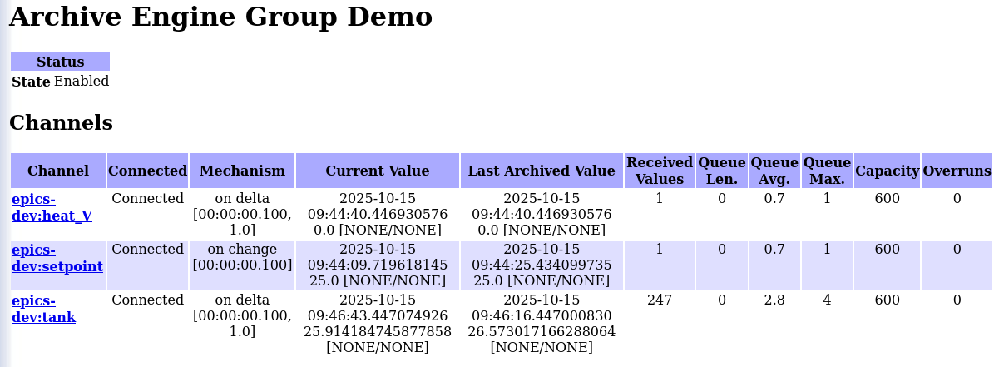 Archive Engine Group Demo
Status
State Enabled
Channels
Channel Connected Mechanism Current Value Last Archived Value Received Values Queue Len. Queue Avg. Queue Max. Capacity Overruns
epics-dev:heat_V Connected on delta [00:00:00.100, 1.0] 2025-10-15 09:44:40.446930576 0.0 [NONE/NONE] 2025-10-15 09:44:40.446930576 0.0 [NONE/NONE] 1 0 0.7 1 600 0
epics-dev:setpoint Connected on change [00:00:00.100] 2025-10-15 09:44:09.719618145 25.0 [NONE/NONE] 2025-10-15 09:44:25.434099735 25.0 [NONE/NONE] 1 0 0.7 1 600 0
epics-dev:tank Connected on delta [00:00:00.100, 1.0] 2025-10-15 09:46:43.447074926 25.914184745877858 [NONE/NONE] 2025-10-15 09:46:16.447000830 26.573017166288064 [NONE/NONE] 247 0 2.8 4 600 0